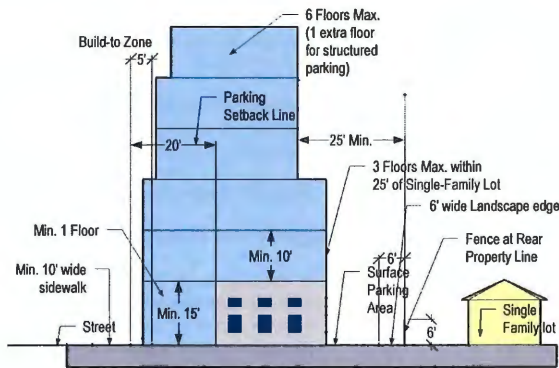 6 Floors Max.
(1 extra floor
for structured
parking)
Build-to Zone
5'
Parking
Setback Line
20'
25' Min.
3 Floors Max. within
25' of Single-Family Lot
6' wide Landscape edge
Min. 1 Floor
Min. 10'
6'
Fence at Rear
Property Line
Min. 10' wide
sidewalk
Surface
Parking
Area
Min. 15'
Street
6'
Single
Family lot